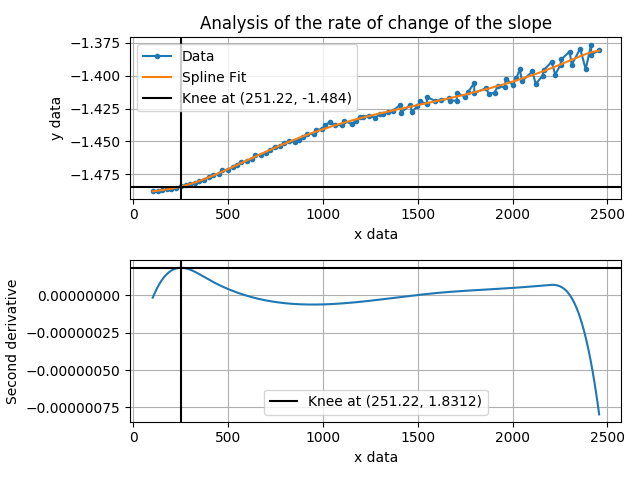 Analysis of the rate of change of the slope
−1.375
−1.400
−1.425
−1.450
−1.475
y data
Data
Spline Fit
Knee at (251.22, -1.484)
0
500
1000
1500
2000
2500
x data
0.00000000
−0.00000025
−0.00000050
−0.00000075
Second derivative
Knee at (251.22, 1.8312)
0
500
1000
1500
2000
2500
x data